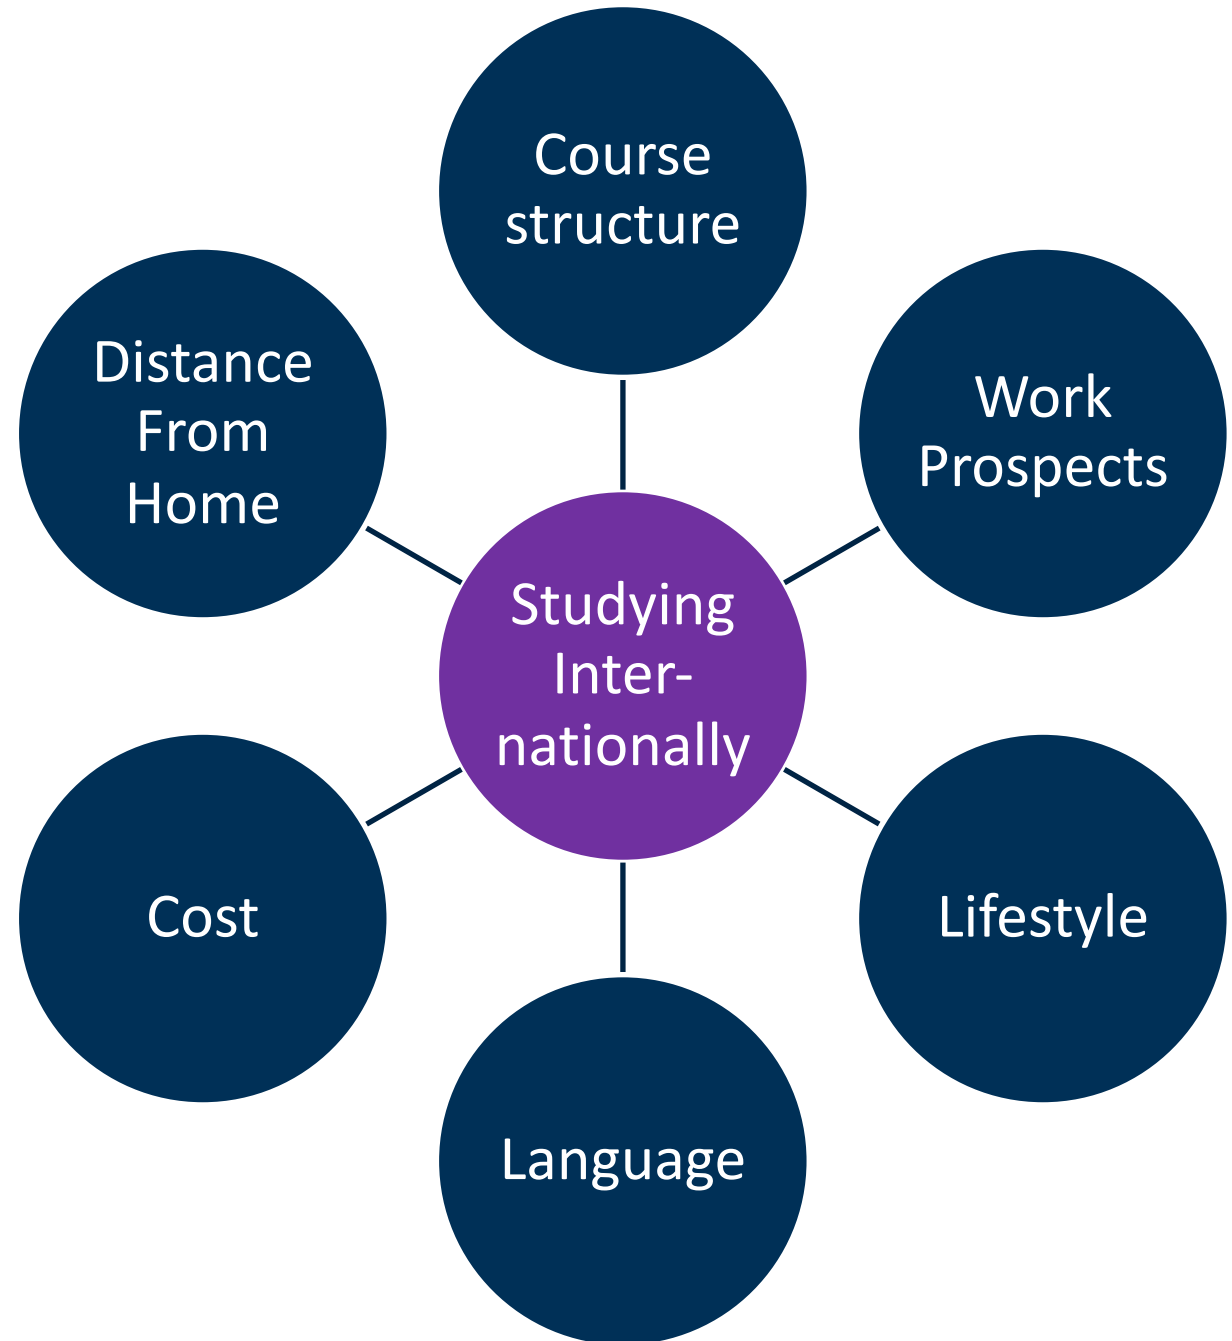 Course
structure
Distance
From
Home
Work
Prospects
Studying
Inter-
nationally
Cost
Lifestyle
Language